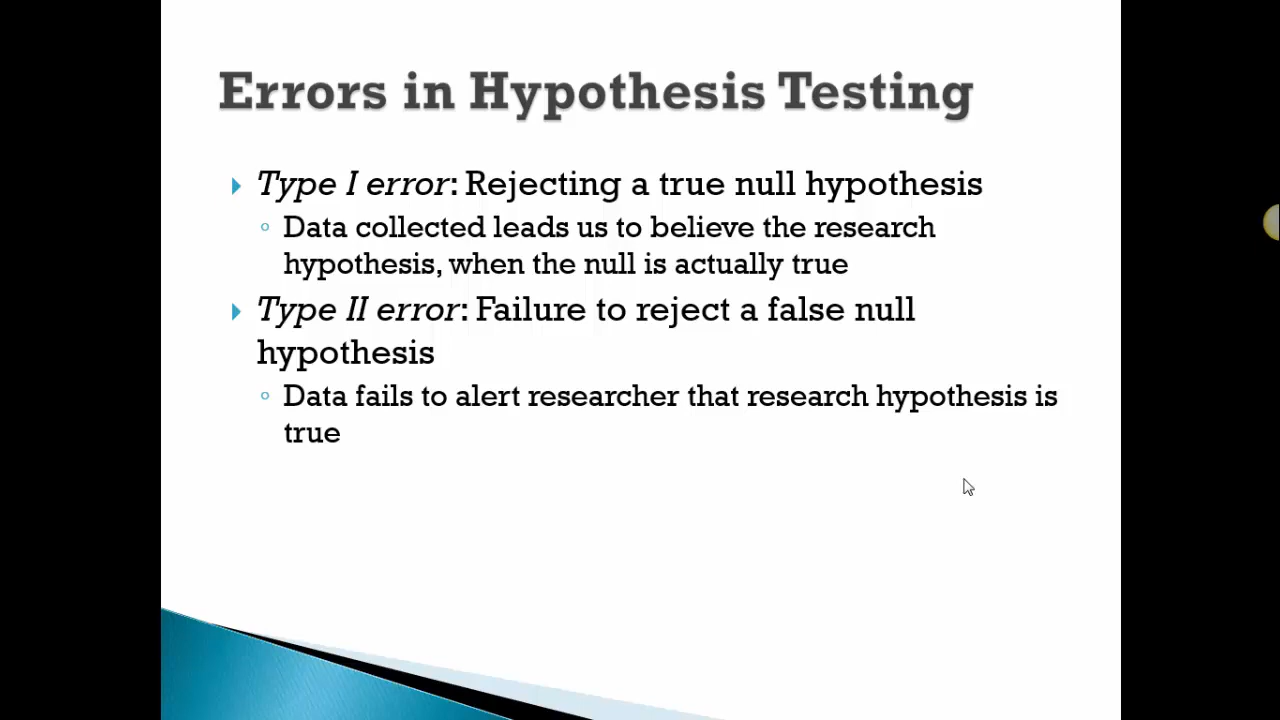 Errors in Hypothesis Testing
Type I error: Rejecting a true null hypothesis
Data collected leads us to believe the research
hypothesis, when the null is actually true
Type II error: Failure to reject a false null
hypothesis
Data fails to alert researcher that research hypothesis is
true